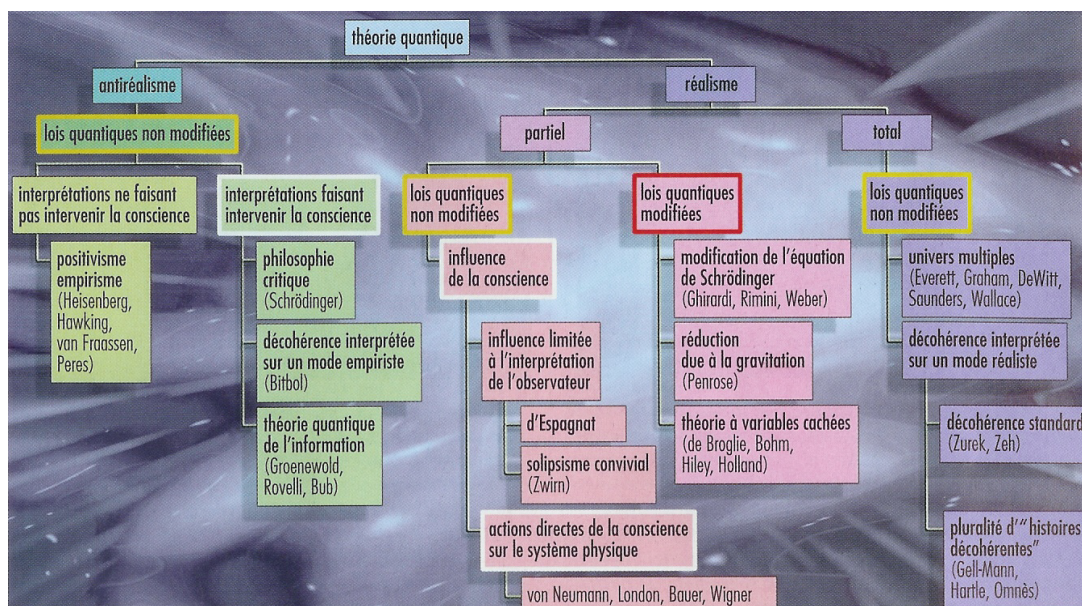 théorie quantique
antiréalisme
réalisme
lois quantiques non modifiées
partiel
total
interprétations ne faisant
pas intervenir la conscience
interprétations faisant
intervenir la conscience
lois quantiques
non modifiées
lois quantiques
modifiées
lois quantiques
non modifiées
positivisme
empirisme
(Heisenberg,
Hawking,
van Fraassen,
Peres)
philosophie
critique
(Schrödinger)
décohérence interprétée
sur un mode empiriste
(Bitbol)
théorie quantique
de l'information
(Groenewold,
Rovelli, Bub)
influence
de la conscience
influence limitée
à l'interprétation
de l'observateur
d'Espagnat
solipsisme convivial
(Zwirn)
actions directes de la conscience
sur le système physique
von Neumann, London, Bauer, Wigner
modification de l'équation
de Schrödinger
(Ghirardi, Rimini, Weber)
réduction
due à la gravitation
(Penrose)
théorie à variables cachées
(de Broglie, Bohm,
Hiley, Holland)
univers multiples
(Everett, Graham, DeWitt,
Saunders, Wallace)
décohérence interprétée
sur un mode réaliste
décohérence standard
(Zurek, Zeh)
pluralité d'"histoires
décohérentes"
(Gell-Mann,
Hartle, Omnès)